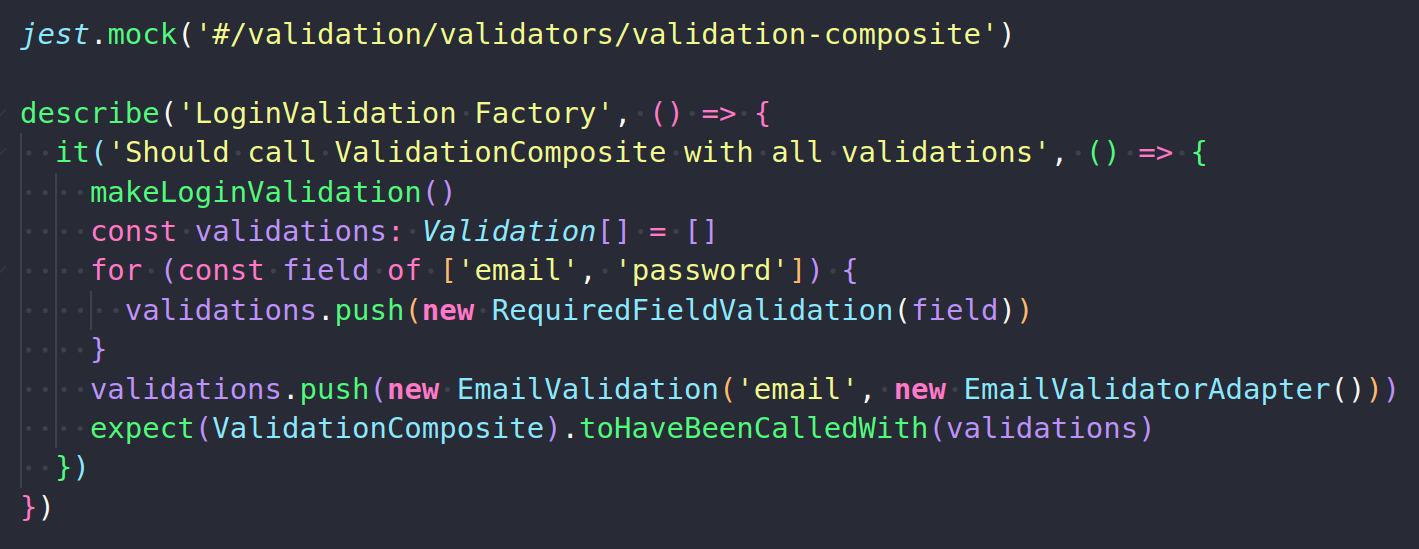 jest.mock('#/validation/validators/validation-composite')

describe('LoginValidation Factory', () => {
  it('Should call ValidationComposite with all validations', () => {
    makeLoginValidation()
    const validations: Validation[] = []
    for (const field of ['email', 'password']) {
      validations.push(new RequiredFieldValidation(field))
    }
    validations.push(new EmailValidation('email', new EmailValidatorAdapter()))
    expect(ValidationComposite).toHaveBeenCalledWith(validations)
  })
})